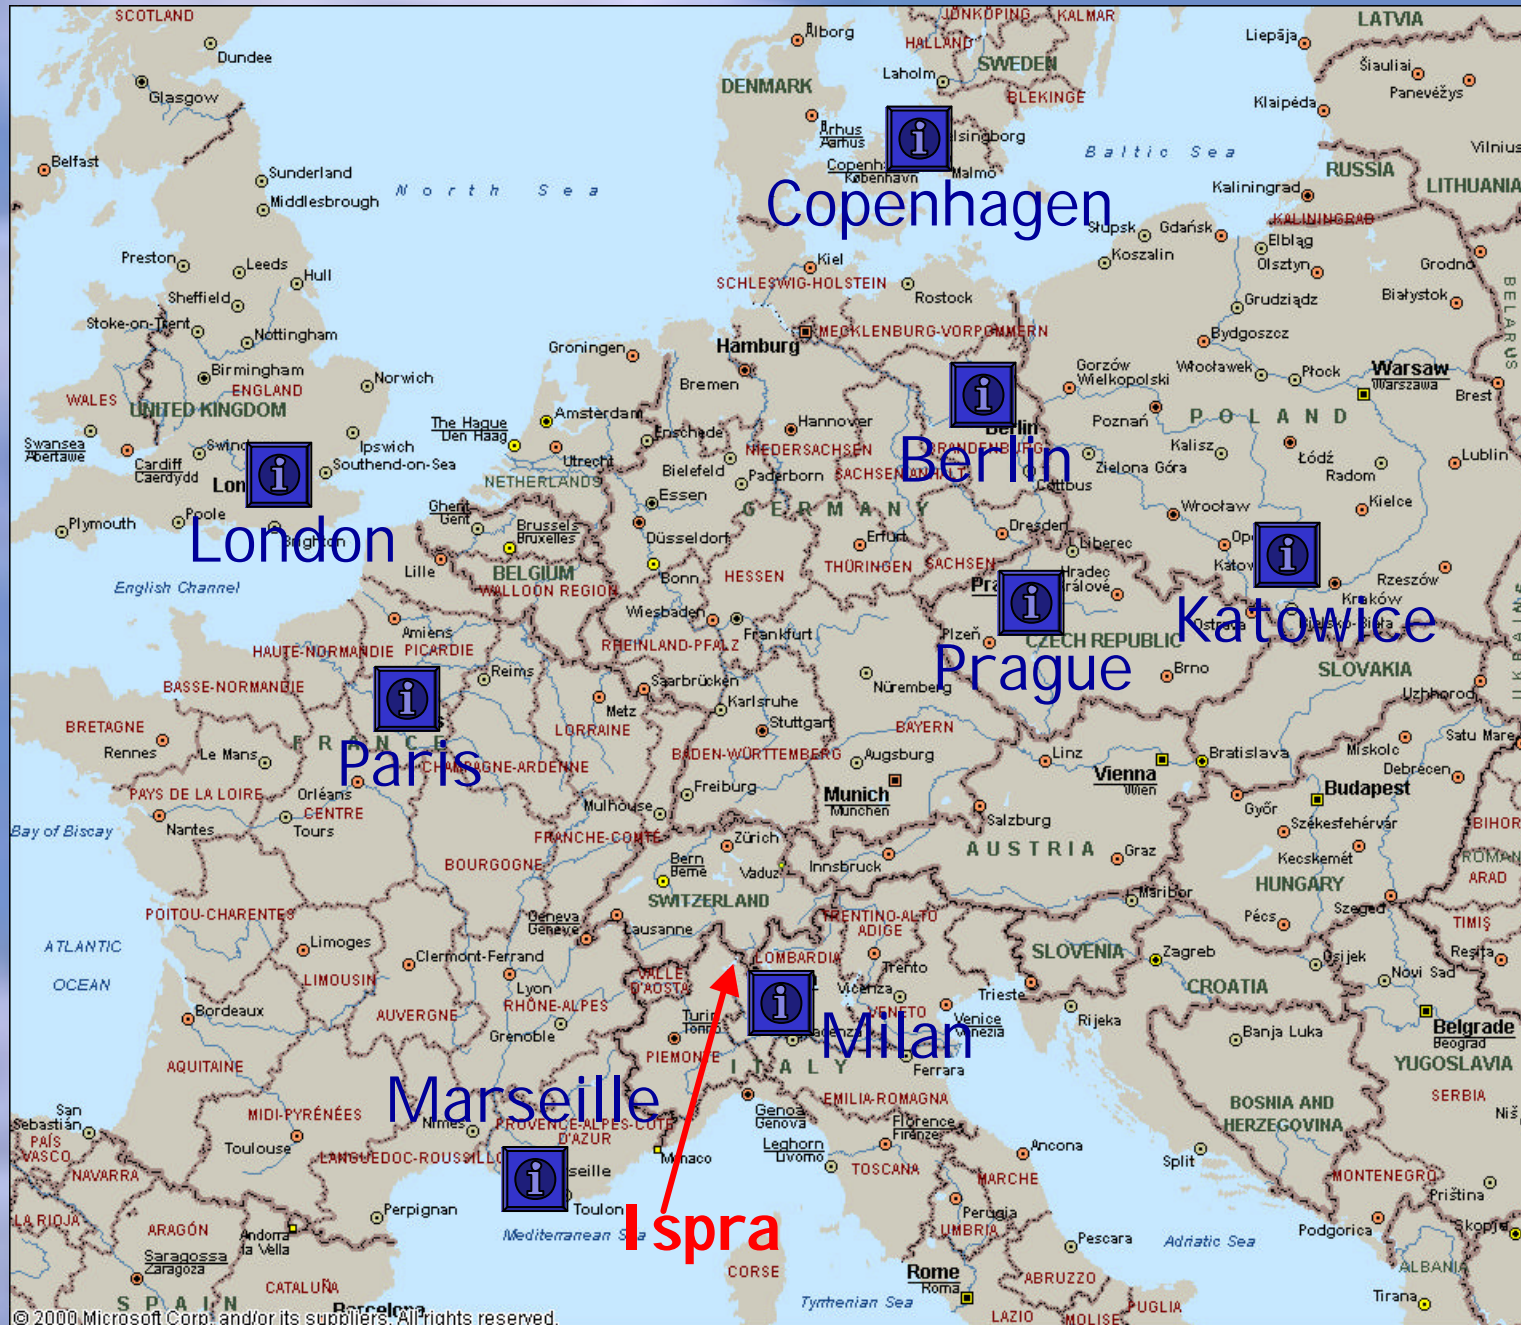 SCOTLAND
Dundee
Glasgow
Belfast
Sunderland
Middlesbrough
North Sea
Preston
Leeds
Hull
Sheffield
Stoke-on-Trent
Nottingham
Birmingham
ENGLAND
Norwich
WALES
UNITED KINGDOM
Swansea
Abertawe
Cardiff
Caerdydd
Ipswich
Southend-on-Sea
London
Plymouth
Poole
Brighton
English Channel
JÖNKÖPING
KALMAR
HALLAND
SWEDEN
Ålborg
Laholm
BLEKINGE
DENMARK
Århus
Aarhus
København
Malmö
Copenhagen
Baltic Sea
LATVIA
Liepāja
Šiauliai
Panevéžys
Klaipéda
Vilnius
RUSSIA
LITHUANIA
Kaliningrad
KALININGRAD
Słupsk
Gdańsk
Koszalin
Elbląg
Olsztyn
Grodno
BELARUS
Grudziądz
Białystok
Bydgoszcz
Kiel
SCHLESWIG-HOLSTEIN
Rostock
MECKLENBURG-VORPOMMERN
Hamburg
Bremen
Groningen
Amsterdam
The Hague
Den Haag
Utrecht
Enschede
NETHERLANDS
Hannover
NIEDERSACHSEN
Bielefeld
Paderborn
SACHSEN-ANHALT
BRANDENBURG
Berlin
Berlin
Cottbus
Gorzów
Wielkopolski
Włocławek
Płock
Warsaw
Warszawa
Brest
Poznań
POLAND
Kalisz
Łódź
Radom
Lublin
Zielona Góra
Kielce
Wrocław
Essen
GERMANY
Ghent
Gent
Brussels
Bruxelles
Düsseldorf
Erfurt
Dresden
Liberec
Lille
BELGIUM
WALLOON REGION
Bonn
HESSEN
THÜRINGEN
SACHSEN
Hradec
Králové
Rzeszów
Kraków
Bielsko-Biala
Ostrava
Katowice
Wiesbaden
Frankfurt
Plzeň
CZECH REPUBLIC
Prague
Brno
SLOVAKIA
Uzhhorod
UKRAINE
Amiens
HAUTE-NORMANDIE
PICARDIE
RHEINLAND-PFALZ
BASSE-NORMANDIE
Reims
Saarbrücken
Metz
Karlsruhe
Nüremberg
Stuttgart
BAYERN
BRETAGNE
Rennes
Le Mans
FRANCE
Paris
LORRAINE
CHAMPAGNE-ARDENNE
BADEN-WÜRTTEMBERG
Augsburg
Linz
Vienna
Wien
Bratislava
Miskolc
Satu Mare
Debrecen
Budapest
PAYS DE LA LOIRE
Orléans
CENTRE
Mulhouse
Freiburg
Munich
München
Salzburg
Győr
Székesfehérvár
BIHOR
Bay of Biscay
Nantes
Tours
FRANCHE-COMTÉ
Zürich
Bern
Berne
Vaduz
Innsbruck
AUSTRIA
Graz
Kecskemét
HUNGARY
ARAD
BOURGOGNE
SWITZERLAND
Maribor
Pécs
Szeged
TIMIŞ
POITOU-CHARENTES
Geneva
Genève
Lausanne
TRENTINO-ALTO
ADIGE
ATLANTIC
OCEAN
Limoges
LIMOUSIN
Clermont-Ferrand
Lyon
RHÔNE-ALPES
VALLE
D'AOSTA
LOMBARDIA
Trento
Vicenza
VENETO
SLOVENIA
Zagreb
Osijek
Novi Sad
Resita
CROATIA
Trieste
Rijeka
Bordeaux
AUVERGNE
Grenoble
Turin
Torino
PIEMONTE
Milan
Venice
Venezia
Ferrara
ITALY
Banja Luka
Belgrade
Beograd
YUGOSLAVIA
AQUITAINE
Marseille
EMILIA-ROMAGNA
Genoa
Genova
Florence
Firenze
BOSNIA AND
HERZEGOVINA
SERBIA
Niš
San
Sebastián
PAÍS
VASCO
MIDI-PYRÉNÉES
Toulouse
Nîmes
PROVENCE-ALPES-COTE
D'AZUR
LANGUEDOC-ROUSSILLO
Monaco
Leghorn
Livorno
TOSCANA
Ancona
Split
MONTENEGRO
NAVARRA
MARCHE
Perugia
Priština
LA RIOJA
ARAGÓN
Perpignan
Toulon
Mediterranean Sea
Ispra
UMBRIA
Pescara
Adriatic Sea
Podgorica
Skopje
Andorra
la Vella
Saragossa
Zaragoza
CATALUÑA
CORSE
Rome
Roma
ABRUZZO
ALBANIA
SPAIN
Barcelona
Tyrrhenian Sea
LAZIO
MOLISE
PUGLIA
Tirana
© 2000 Microsoft Corp. and/or its suppliers. All rights reserved.